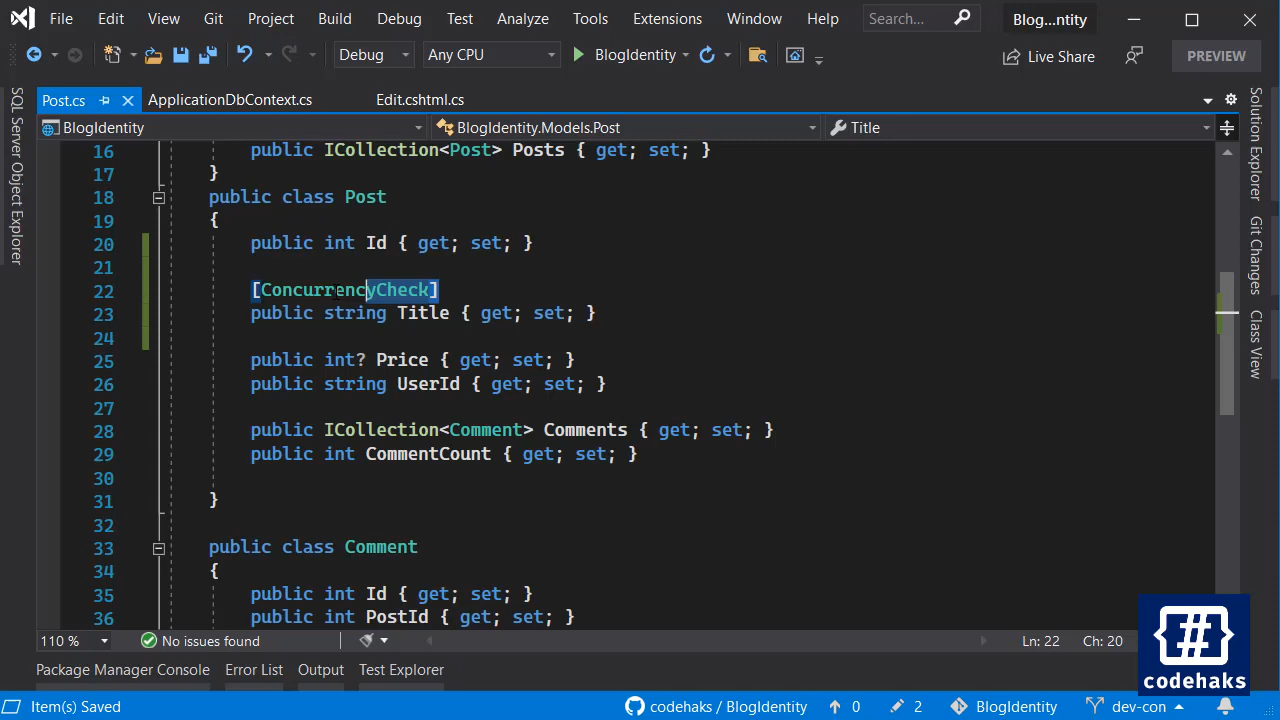 File Edit View Git Project Build Debug Test Analyze Tools Extensions Window Help Search... Blog...ntity
Debug Any CPU BlogIdentity Live Share PREVIEW
SQL Server Object Explorer
Post.cs ApplicationDbContext.cs Edit.cshtml.cs
BlogIdentity BlogIdentity.Models.Post Title
16 public ICollection<Post> Posts { get; set; }
17 }
18 public class Post
19 {
20 public int Id { get; set; }
21
22 [ConcurrencyCheck]
23 public string Title { get; set; }
24
25 public int? Price { get; set; }
26 public string UserId { get; set; }
27
28 public ICollection<Comment> Comments { get; set; }
29 public int CommentCount { get; set; }
30
31 }
32
33 public class Comment
34 {
35 public int Id { get; set; }
36 public int PostId { get; set; }
Solution Explorer
Git Changes
Class View
110 % No issues found Ln: 22 Ch: 20
{#}
codehaks
Package Manager Console Error List Output Test Explorer
Item(s) Saved codehaks / BlogIdentity 0 2 BlogIdentity dev-con